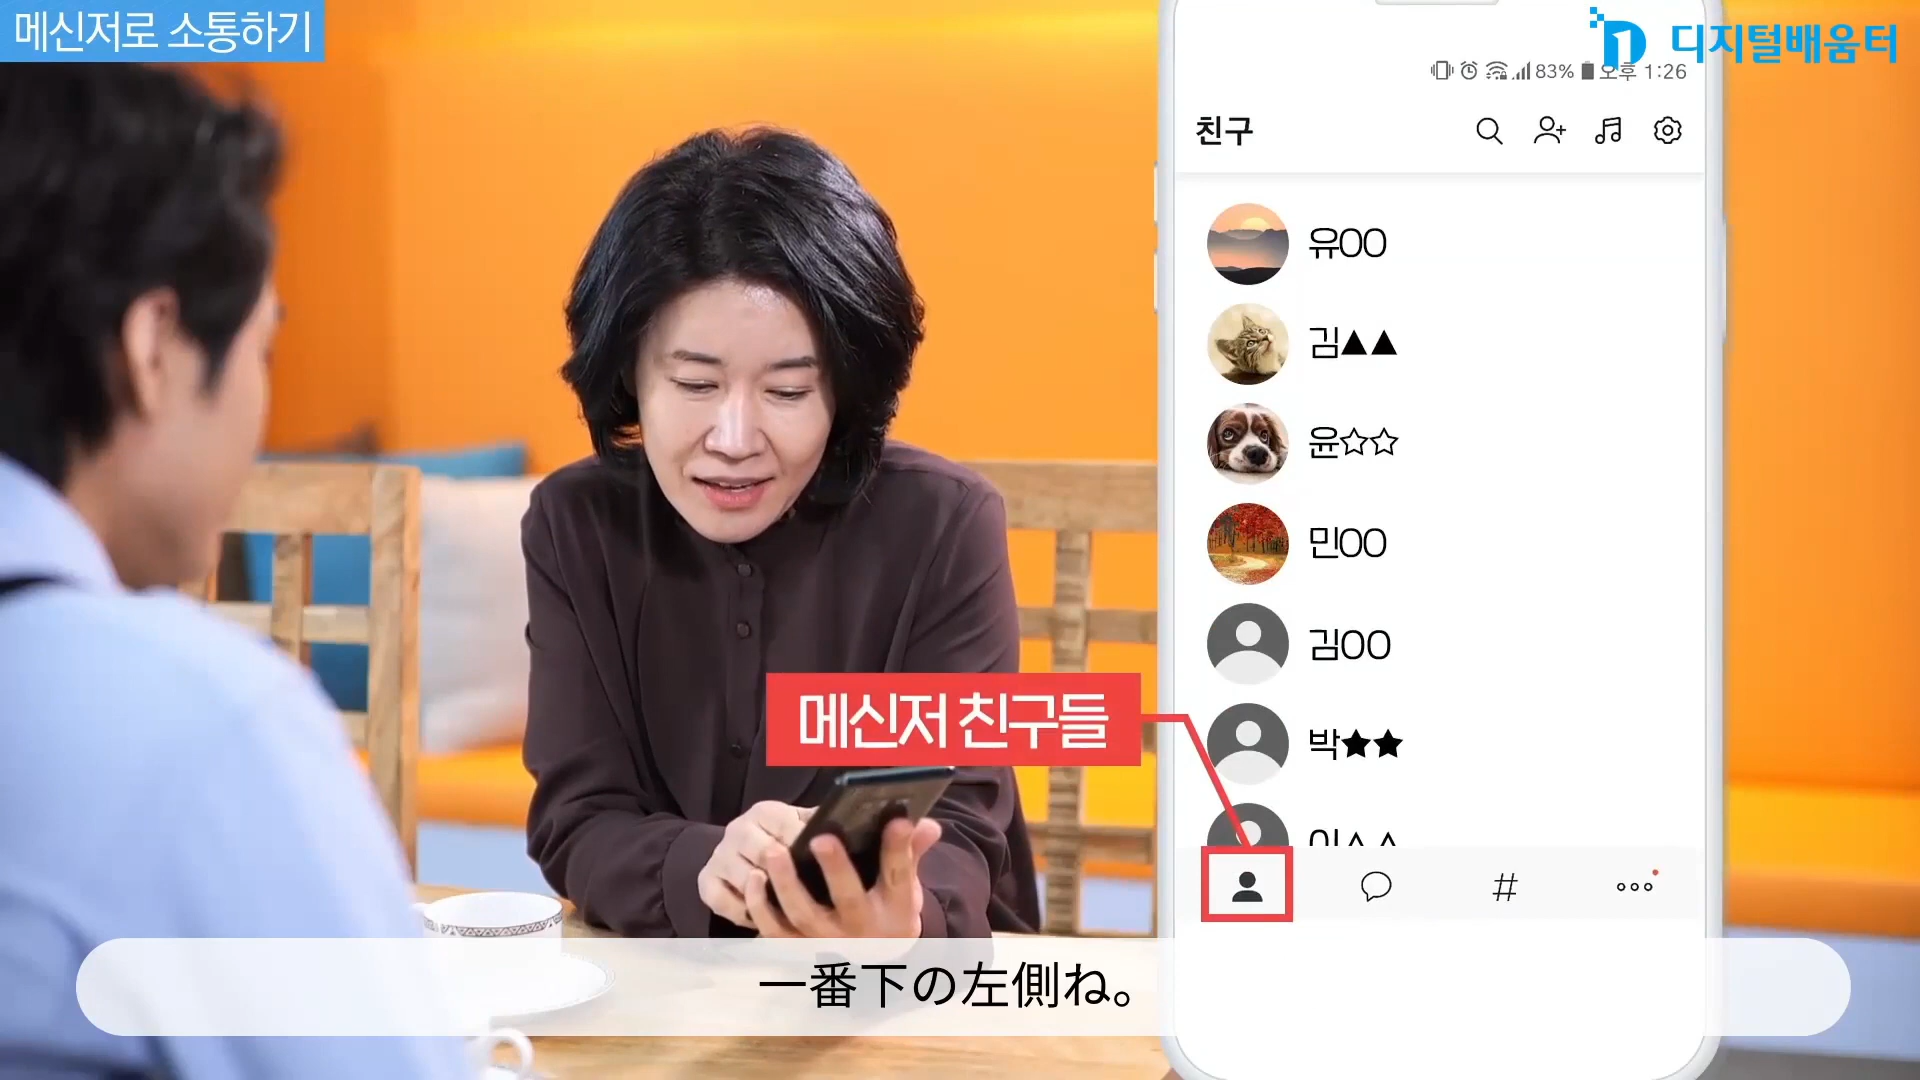 메신저로 소통하기
디지털배움터
83% 오후 1:26
친구
유OO
김▲▲
윤☆☆
민OO
김OO
박★★
메신저 친구들
一番下の左側ね。